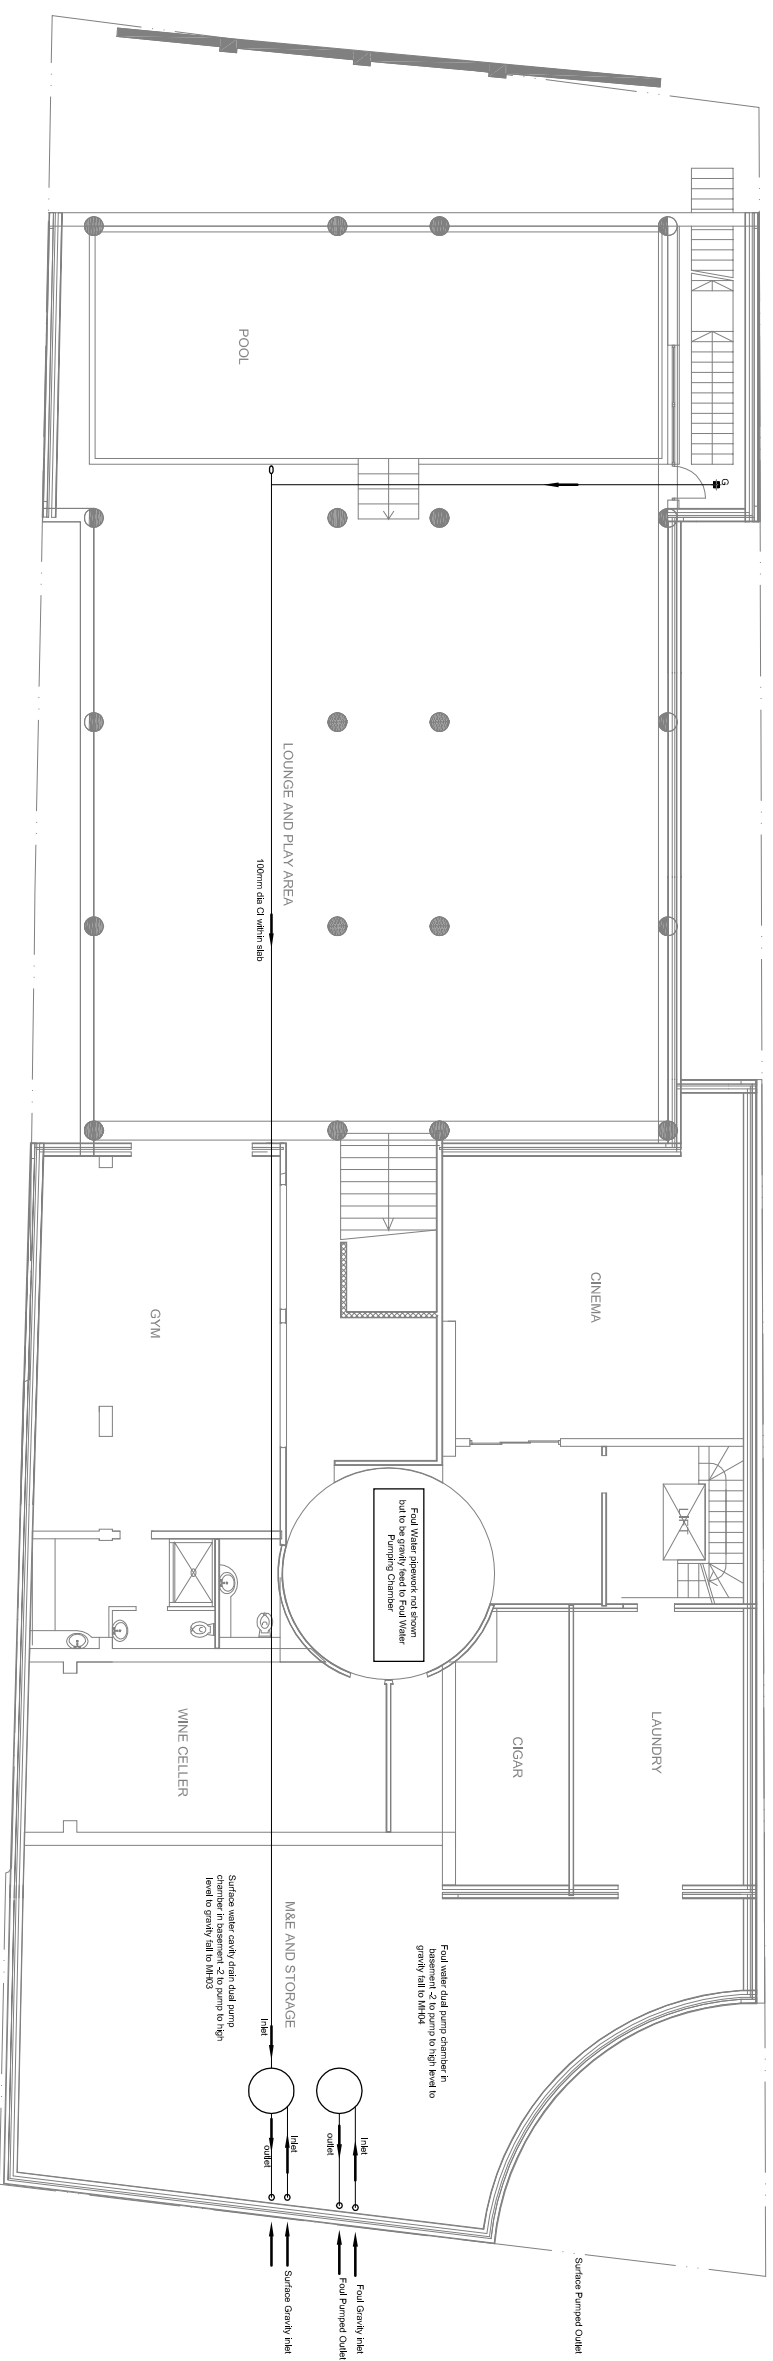 POOL
G
LOUNGE AND PLAY AREA
100mm dia CI within slab
CINEMA
GYM
LIFT
Foul Water pipework not shown
but to be gravity feed to Foul Water
Pumping Chamber
LAUNDRY
CIGAR
WINE CELLER
M&E AND STORAGE
Foul water dual pump chamber in
basement -2 to pump to high level to
gravity fall to MH04
Surface water cavity drain dual pump
chamber in basement -2 to pump to high
level to gravity fall to MH03
Inlet
Inlet
outlet
Inlet
outlet
Surface Pumped Outlet
Foul Gravity inlet
Foul Pumped Outlet
Surface Gravity inlet